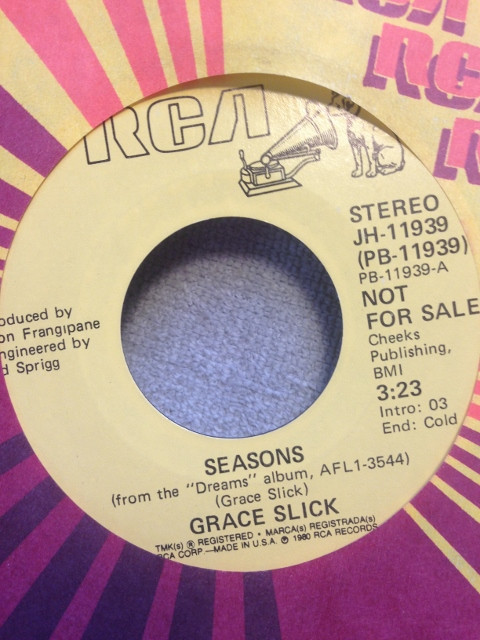 RCA
RCA
RCA
STEREO
JH-11939
(PB-11939)
PB-11939-A
NOT
FOR SALE
Cheeks
Publishing,
BMI
3:23
Intro: 03
End: Cold
oduced by
on Frangipane
ngineered by
d Sprigg
SEASONS
(from the "Dreams" album, AFL1-3544)
(Grace Slick)
GRACE SLICK
TMK(s) ® REGISTERED • MARCA(s) REGISTRADA(s)
RCA CORP —MADE IN U.S.A. ℗ 1980 RCA RECORDS